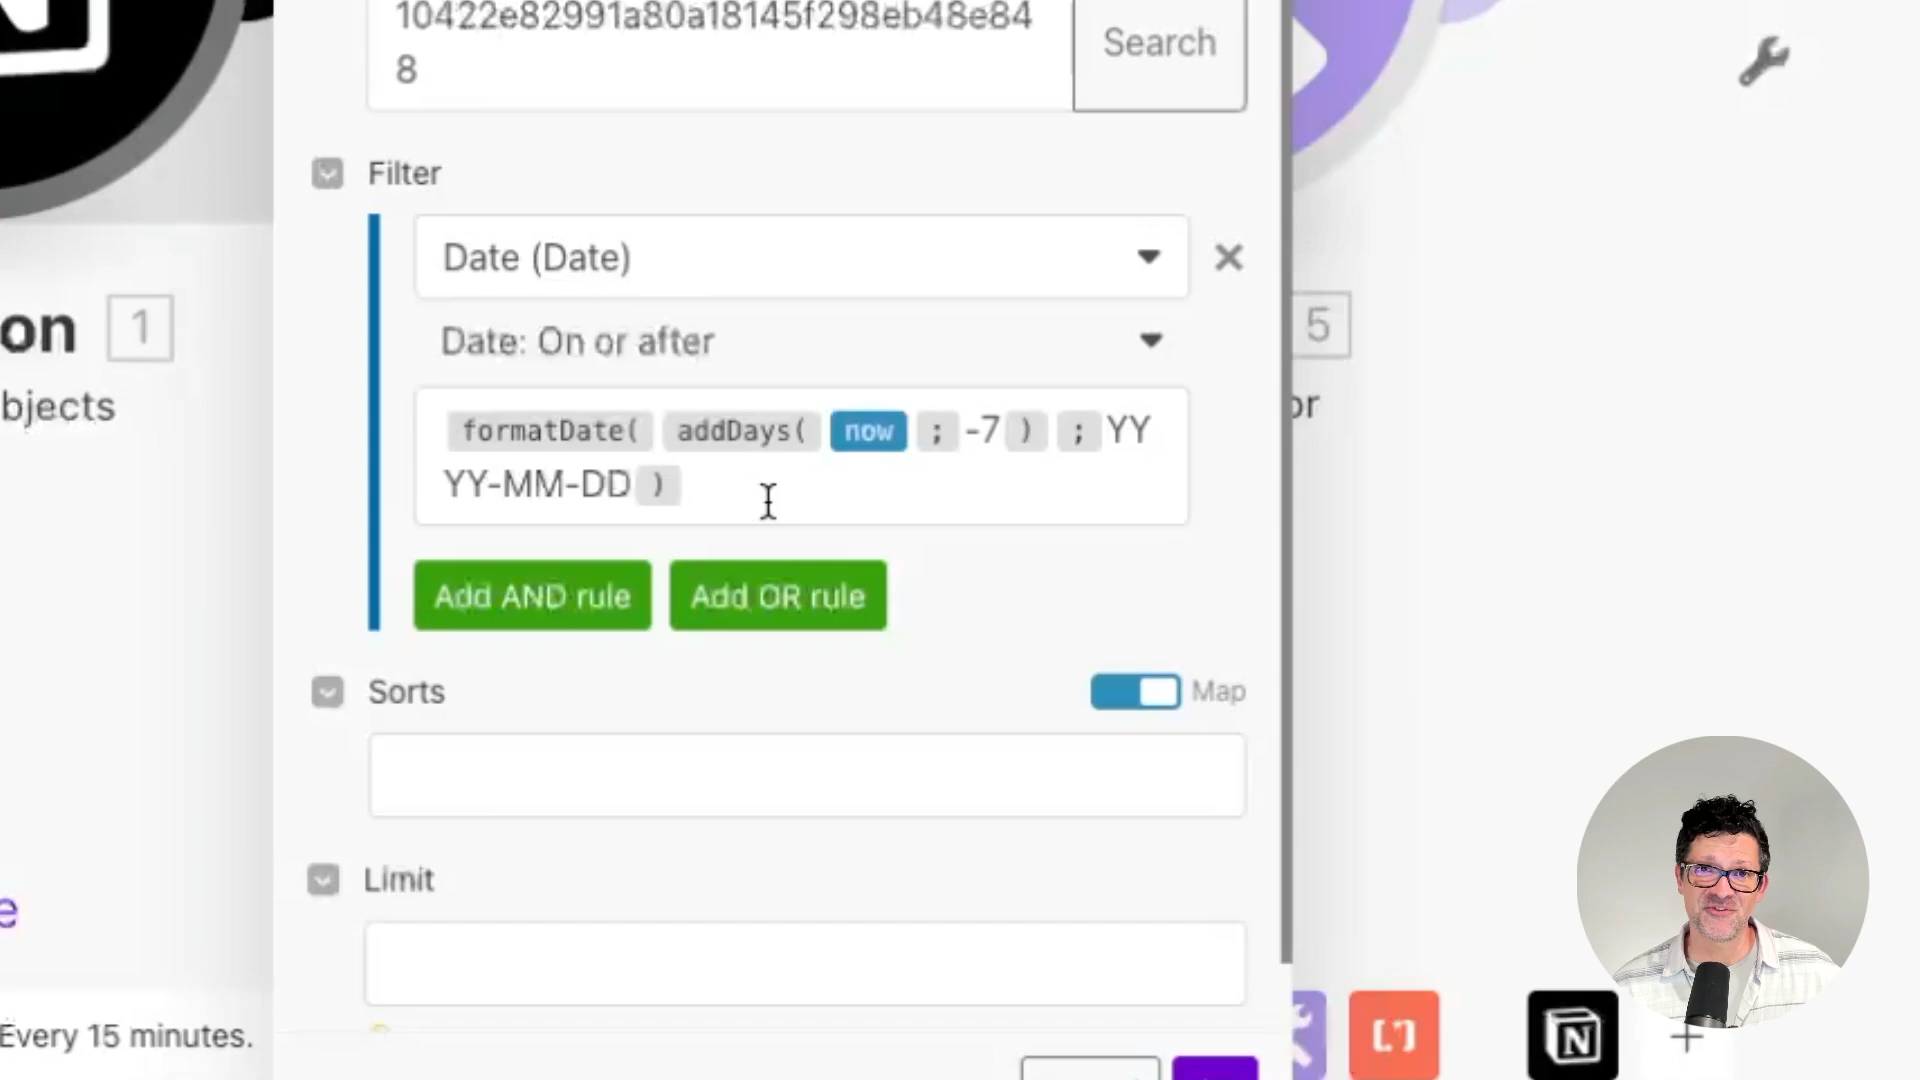 10422e82991a80a18145f298eb48e84
8
Search
Filter
Date (Date)
on 1
Date: On or after
5
bjects
or
formatDate( addDays( now ; -7 ) ; YY
YY-MM-DD )
Add AND rule Add OR rule
Sorts
Map
Limit
e
Every 15 minutes.